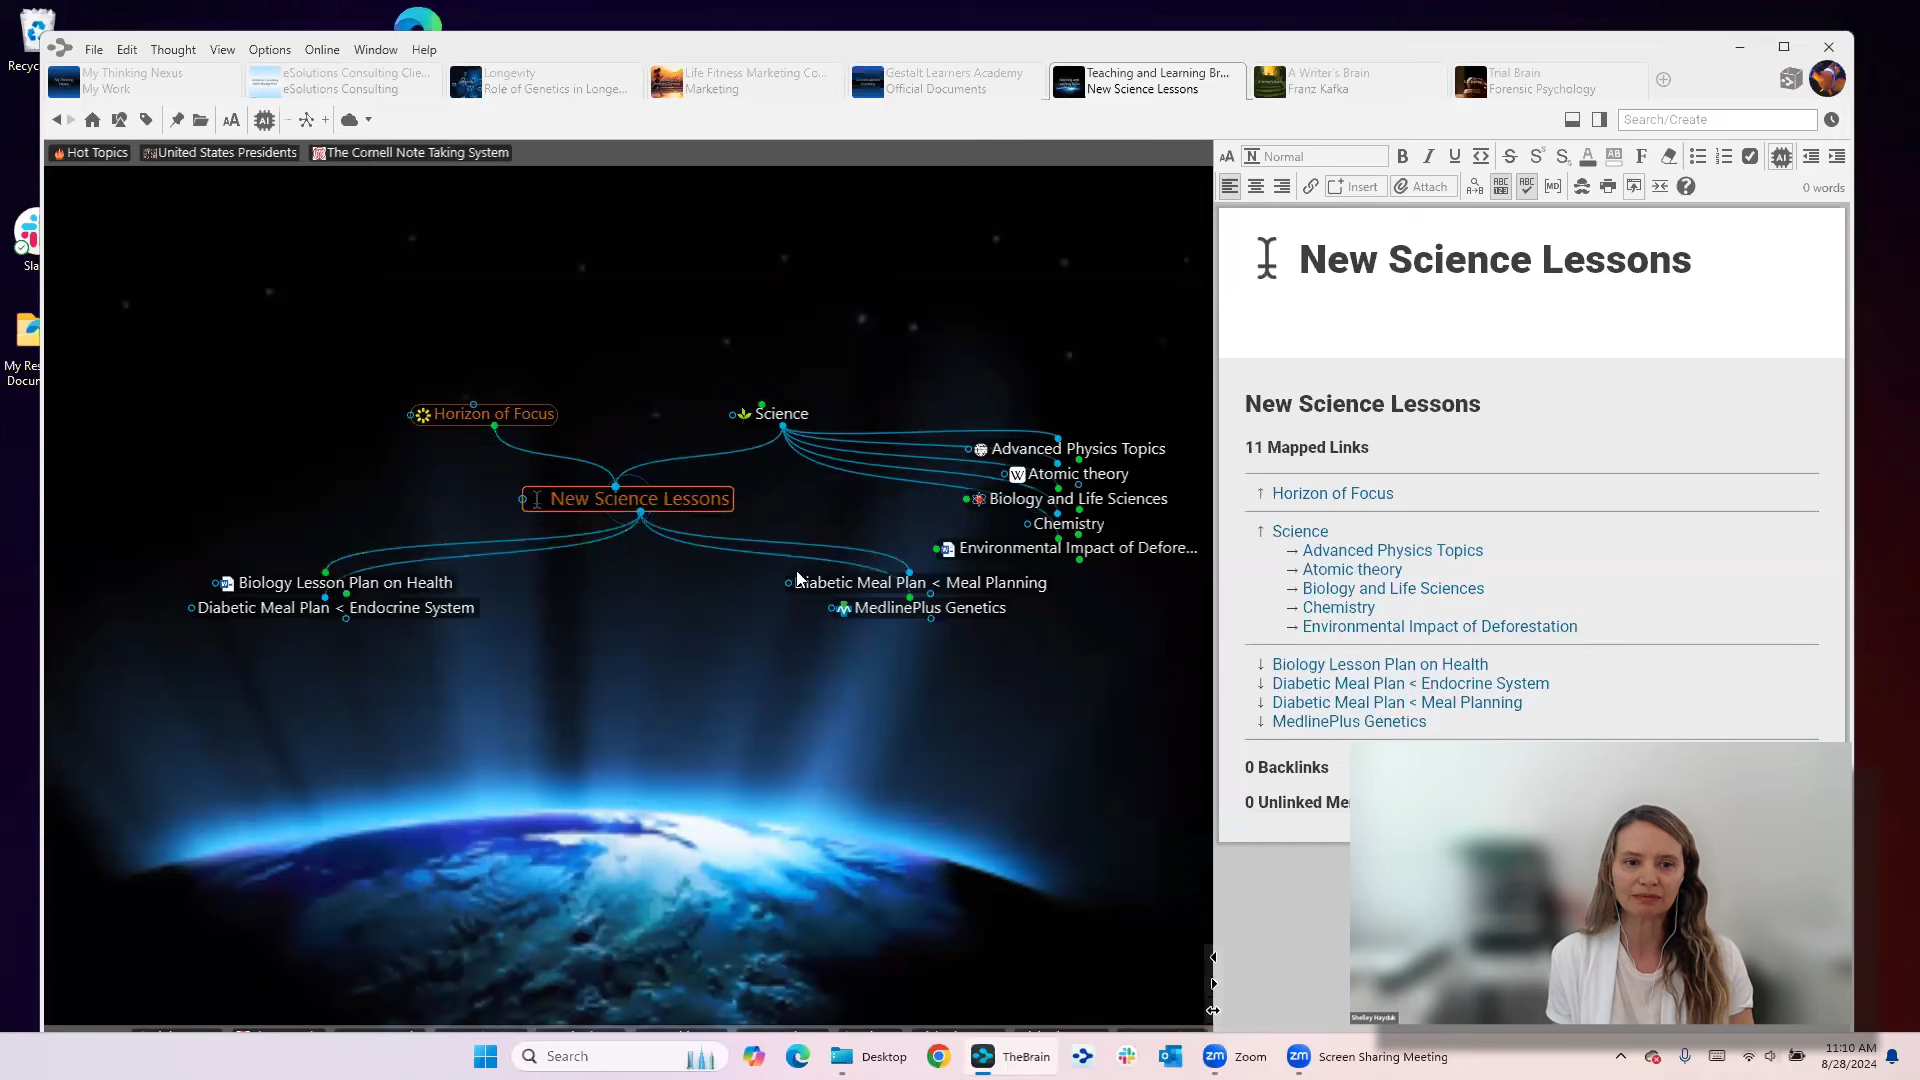 Recyc
File Edit Thought View Options Online Window Help
My Thinking Nexus
My Work
eSolutions Consulting Clie...
eSolutions Consulting
Longevity
Role of Genetics in Longe...
Life Fitness Marketing Co...
Marketing
Gestalt Learners Academy
Official Documents
Teaching and Learning Br...
New Science Lessons
A Writer's Brain
Franz Kafka
Trial Brain
Forensic Psychology
Search/Create
Hot Topics United States Presidents The Cornell Note Taking System
Normal
Insert Attach 0 words
New Science Lessons
Sla
My Res
Docum
Horizon of Focus
Science
Advanced Physics Topics
Atomic theory
New Science Lessons
Biology and Life Sciences
Chemistry
Environmental Impact of Defore...
Biology Lesson Plan on Health
Diabetic Meal Plan < Endocrine System
Diabetic Meal Plan < Meal Planning
MedlinePlus Genetics
New Science Lessons
11 Mapped Links
↑ Horizon of Focus
↑ Science
→ Advanced Physics Topics
→ Atomic theory
→ Biology and Life Sciences
→ Chemistry
→ Environmental Impact of Deforestation
↓ Biology Lesson Plan on Health
↓ Diabetic Meal Plan < Endocrine System
↓ Diabetic Meal Plan < Meal Planning
↓ MedlinePlus Genetics
0 Backlinks
0 Unlinked Me
Shelley Hayduk
Search Desktop TheBrain Zoom Screen Sharing Meeting
11:10 AM
8/28/2024